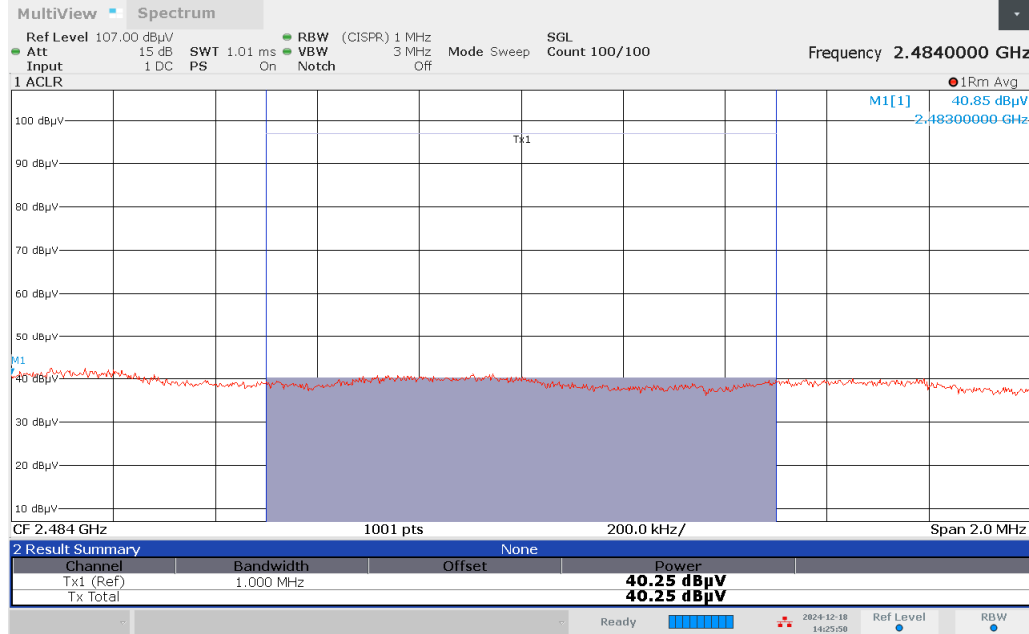 MultiView Spectrum
Ref Level 107.00 dBµV RBW (CISPR) 1 MHz SGL
Att 15 dB SWT 1.01 ms VBW 3 MHz Mode Sweep Count 100/100 Frequency 2.4840000 GHz
Input 1 DC PS On Notch Off
1 ACLR 1Rm Avg
M1[1] 40.85 dBµV
2.48300000 GHz
100 dBµV
Tx1
90 dBµV
80 dBµV
70 dBµV
60 dBµV
50 dBµV
M1
40 dBµV
30 dBµV
20 dBµV
10 dBµV
CF 2.484 GHz 1001 pts 200.0 kHz/ Span 2.0 MHz
2 Result Summary None
Channel Bandwidth Offset Power
Tx1 (Ref) 1.000 MHz 40.25 dBµV
Tx Total 40.25 dBµV
Ready 2024-12-18 Ref Level RBW
14:25:50